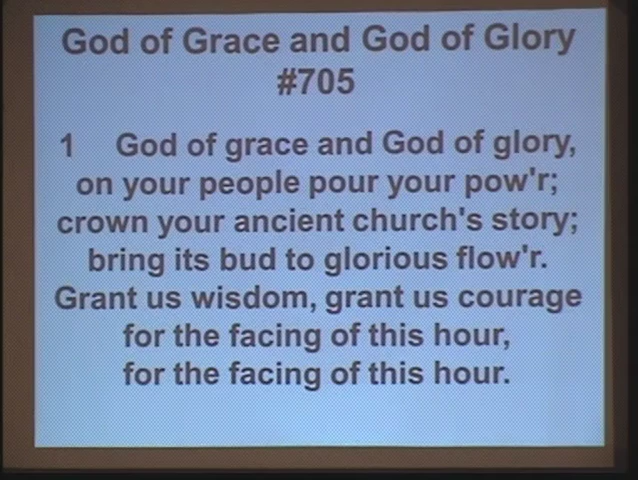 God of Grace and God of Glory
#705
1 God of grace and God of glory,
on your people pour your pow'r;
crown your ancient church's story;
bring its bud to glorious flow'r.
Grant us wisdom, grant us courage
for the facing of this hour,
for the facing of this hour.